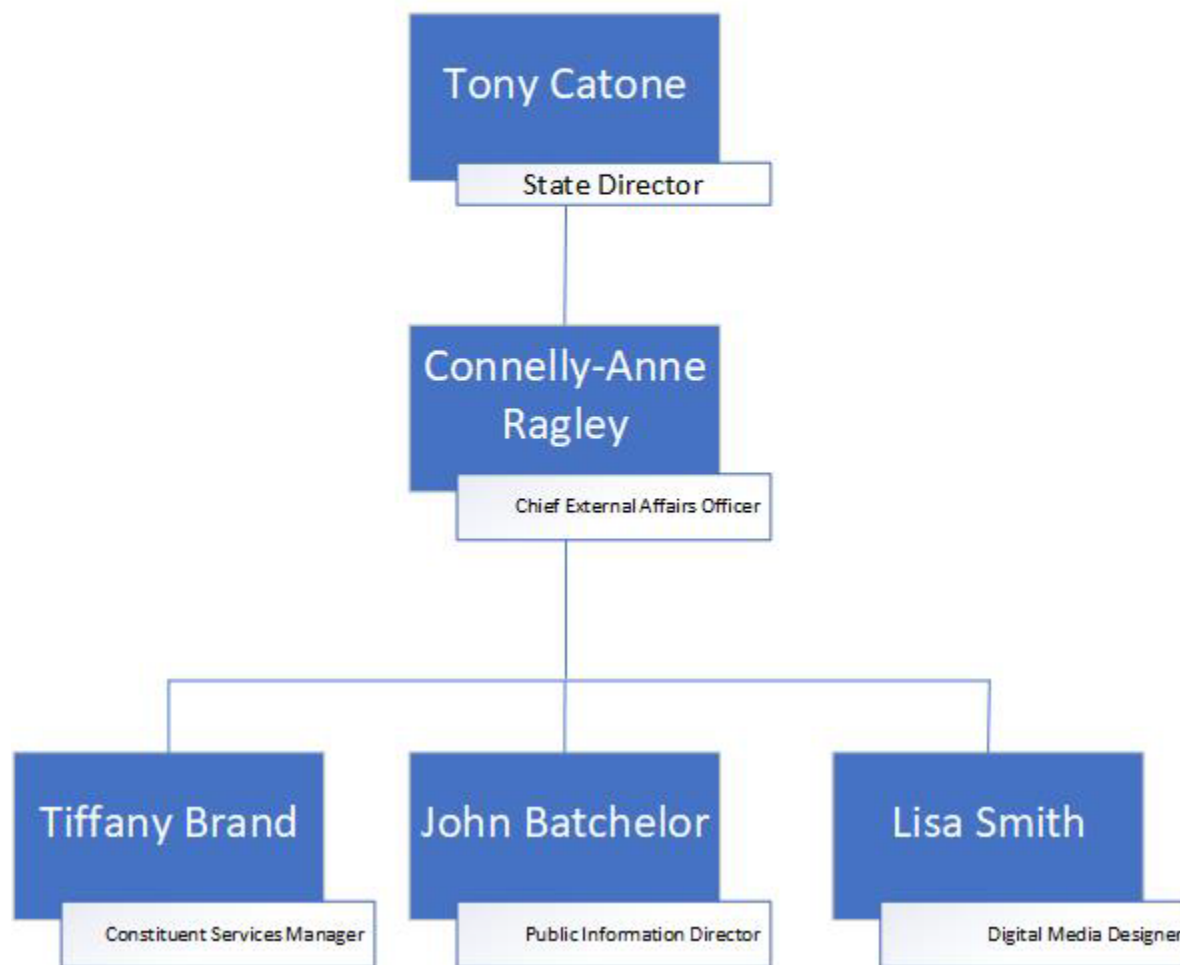 Tony Catone
State Director
Connelly-Anne
Ragley
Chief External Affairs Officer
Tiffany Brand
Constituent Services Manager
John Batchelor
Public Information Director
Lisa Smith
Digital Media Designer